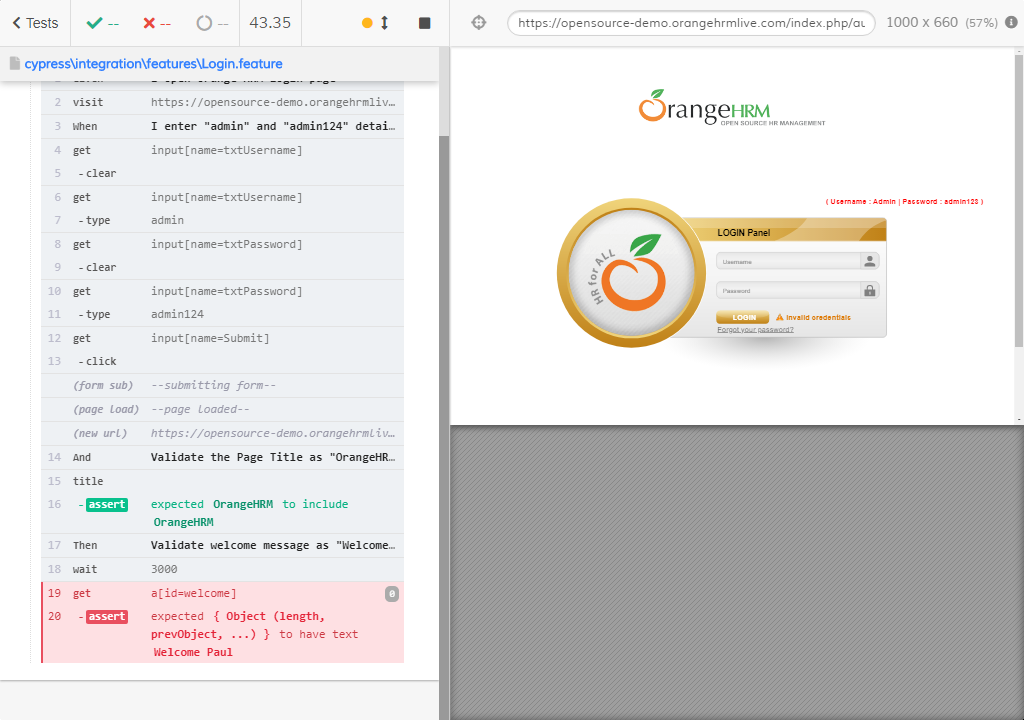 Tests
--
--
--
43.35
https://opensource-demo.orangehrmlive.com/index.php/au
1000 x 660 (57%)
cypress\integration\features\Login.feature
2 visit https://opensource-demo.orangehrmliv…
3 When I enter "admin" and "admin124" detai…
4 get input[name=txtUsername]
5 -clear
6 get input[name=txtUsername]
7 -type admin
8 get input[name=txtPassword]
9 -clear
10 get input[name=txtPassword]
11 -type admin124
12 get input[name=Submit]
13 -click
(form sub) --submitting form--
(page load) --page loaded--
(new url) https://opensource-demo.orangehrmliv…
14 And Validate the Page Title as "OrangeHR…
15 title
16 -assert expected OrangeHRM to include
OrangeHRM
17 Then Validate welcome message as "Welcome…
18 wait 3000
19 get a[id=welcome] 0
20 -assert expected { Object (length,
prevObject, ...) } to have text
Welcome Paul
OrangeHRM
OPEN SOURCE HR MANAGEMENT
( Username : Admin | Password : admin123 )
LOGIN Panel
HR for ALL
Username
Password
LOGIN
Invalid credentials
Forgot your password?